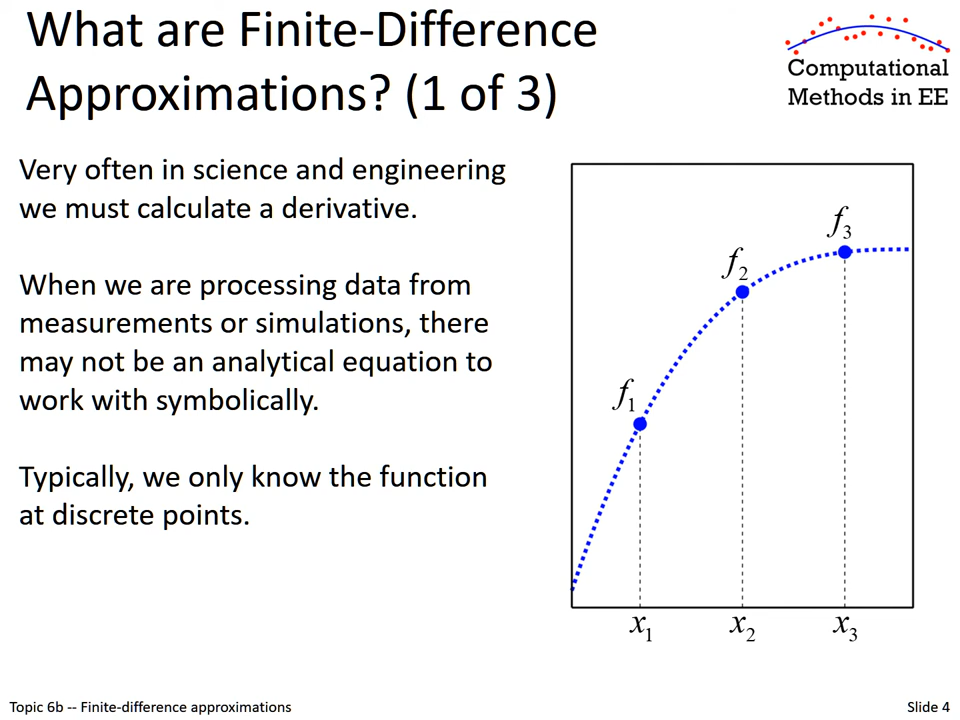 What are Finite-Difference
Approximations? (1 of 3)
Computational
Methods in EE
Very often in science and engineering
we must calculate a derivative.
When we are processing data from
measurements or simulations, there
may not be an analytical equation to
work with symbolically.
Typically, we only know the function
at discrete points.
f₃
f₂
f₁
x₁ x₂ x₃
Topic 6b -- Finite-difference approximations
Slide 4